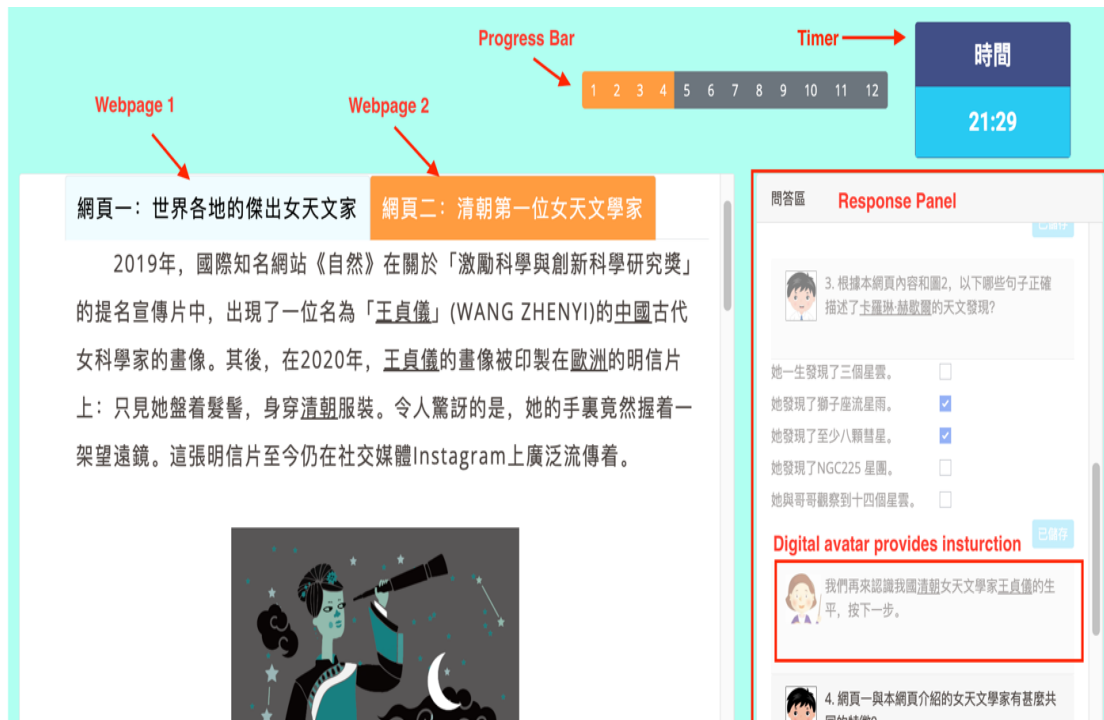 Progress Bar
Timer
時間
1 2 3 4 5 6 7 8 9 10 11 12
Webpage 1
Webpage 2
21:29
網頁一：世界各地的傑出女天文家
網頁二：清朝第一位女天文學家
2019年，國際知名網站《自然》在關於「激勵科學與創新科學研究獎」
的提名宣傳片中，出現了一位名為「王貞儀」(WANG ZHENYI)的中國古代
女科學家的畫像。其後，在2020年，王貞儀的畫像被印製在歐洲的明信片
上：只見她盤着髮髻，身穿清朝服裝。令人驚訝的是，她的手裏竟然握着一
架望遠鏡。這張明信片至今仍在社交媒體Instagram上廣泛流傳着。
問答區
Response Panel
已儲存
3. 根據本網頁內容和圖2，以下哪些句子正確
描述了卡羅琳·赫歇爾的天文發現?
她一生發現了三個星雲。
她發現了獅子座流星雨。
她發現了至少八顆彗星。
她發現了NGC225 星團。
她與哥哥觀察到十四個星雲。
已儲存
Digital avatar provides insturction
我們再來認識我國清朝女天文學家王貞儀的生
平，按下一步。
4. 網頁一與本網頁介紹的女天文學家有甚麼共
同的特徵?